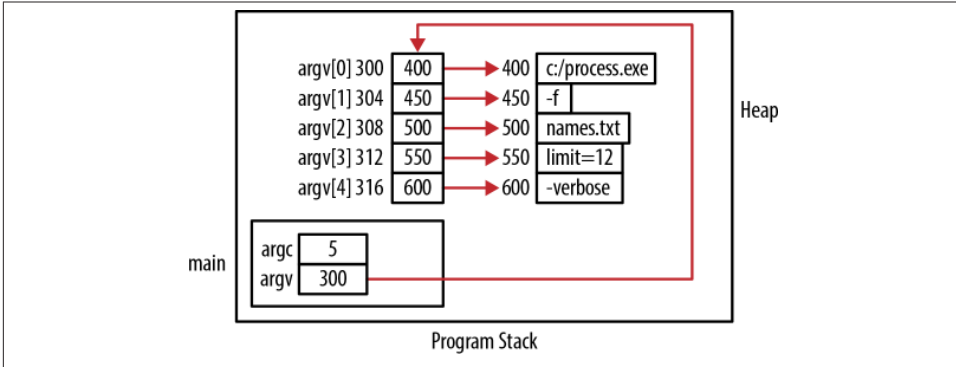 argv[0] 300 400 400 c:/process.exe
argv[1] 304 450 450 -f
argv[2] 308 500 500 names.txt
argv[3] 312 550 550 limit=12
argv[4] 316 600 600 -verbose
Heap
main
argc 5
argv 300
Program Stack